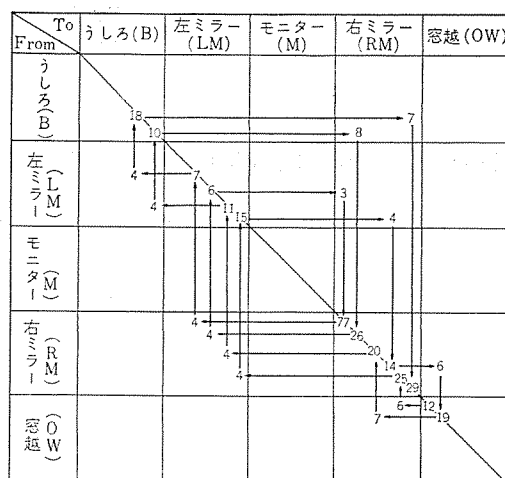 To
From
うしろ(B)
左ミラー
(LM)
モニター
(M)
右ミラー
(RM)
窓越(OW)
うしろ(B)
18
7
10
8
左ミラー(LM)
4
7
6
3
4
11
15
4
モニター(M)
4
77
4
26
右ミラー(RM)
4
20
14
6
4
25
29
窓越(OW)
6
12
7
19